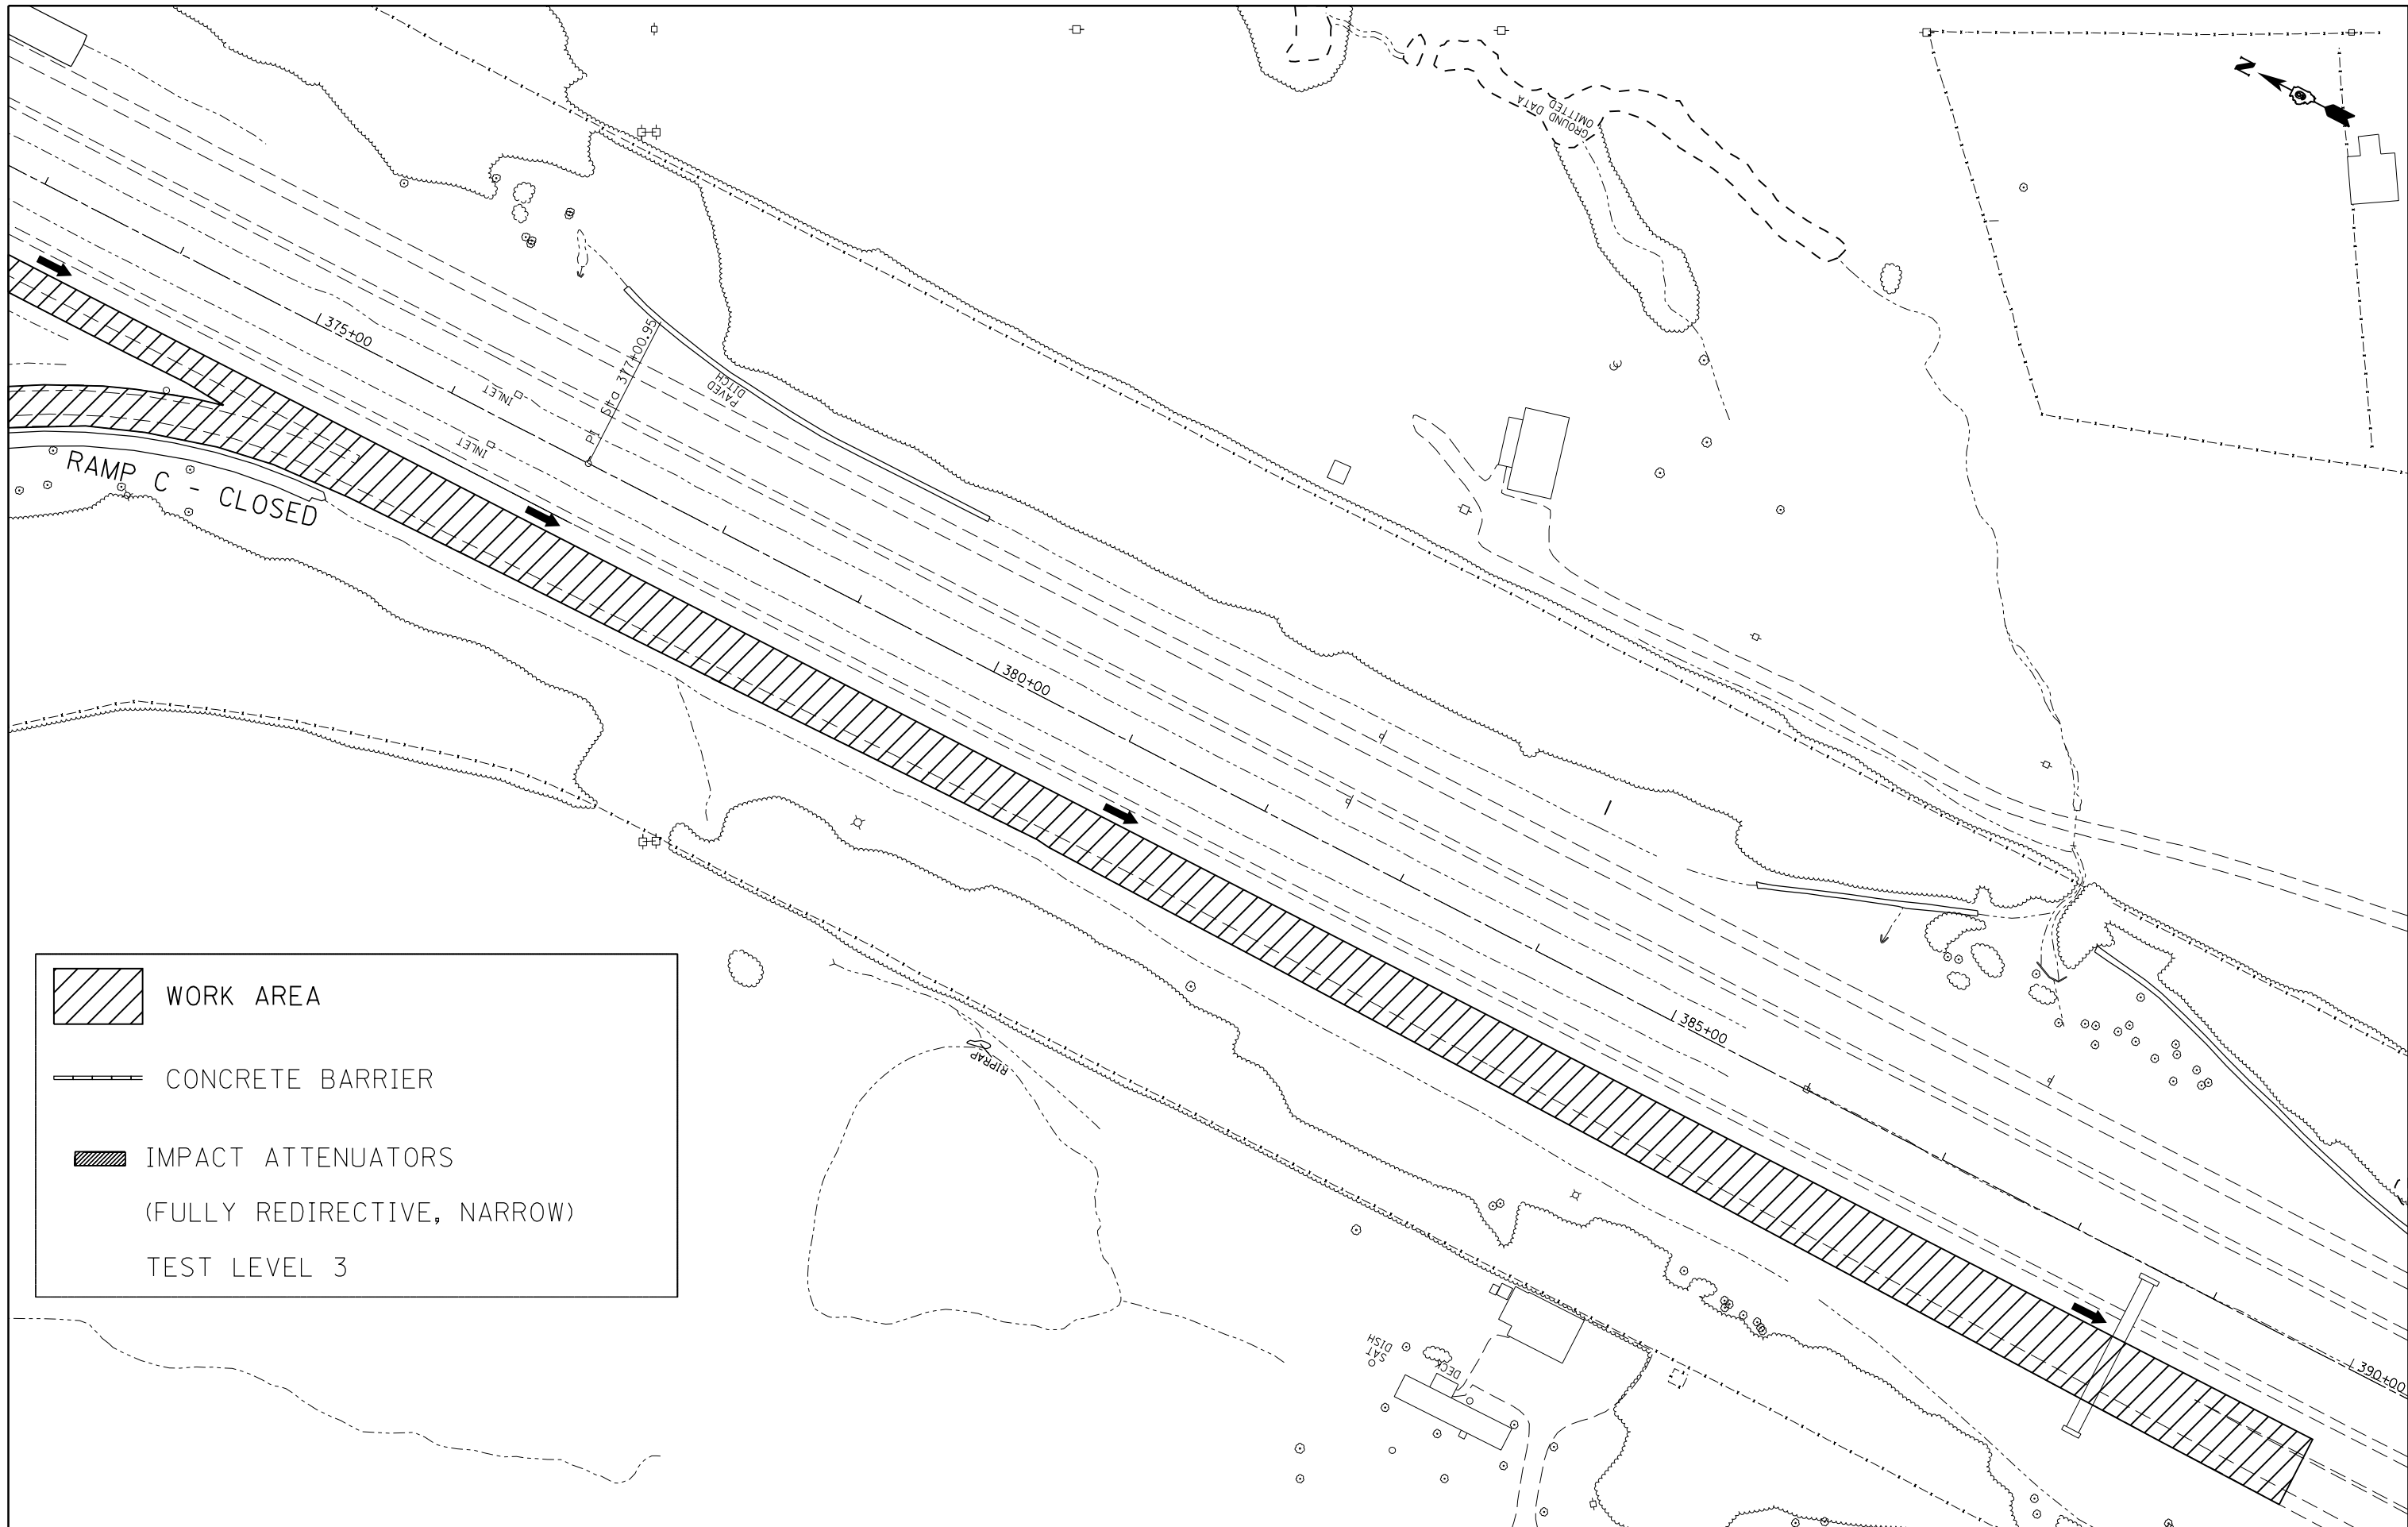 N
GROUND DATA
OMITTED
375+00
INLET
INLET
PI Sta 377+00.95
PAVED
DITCH
RAMP C - CLOSED
380+00
385+00
RIPRAP
WORK AREA
CONCRETE BARRIER
IMPACT ATTENUATORS
(FULLY REDIRECTIVE, NARROW)
TEST LEVEL 3
SAT
DISH
DECK
390+00